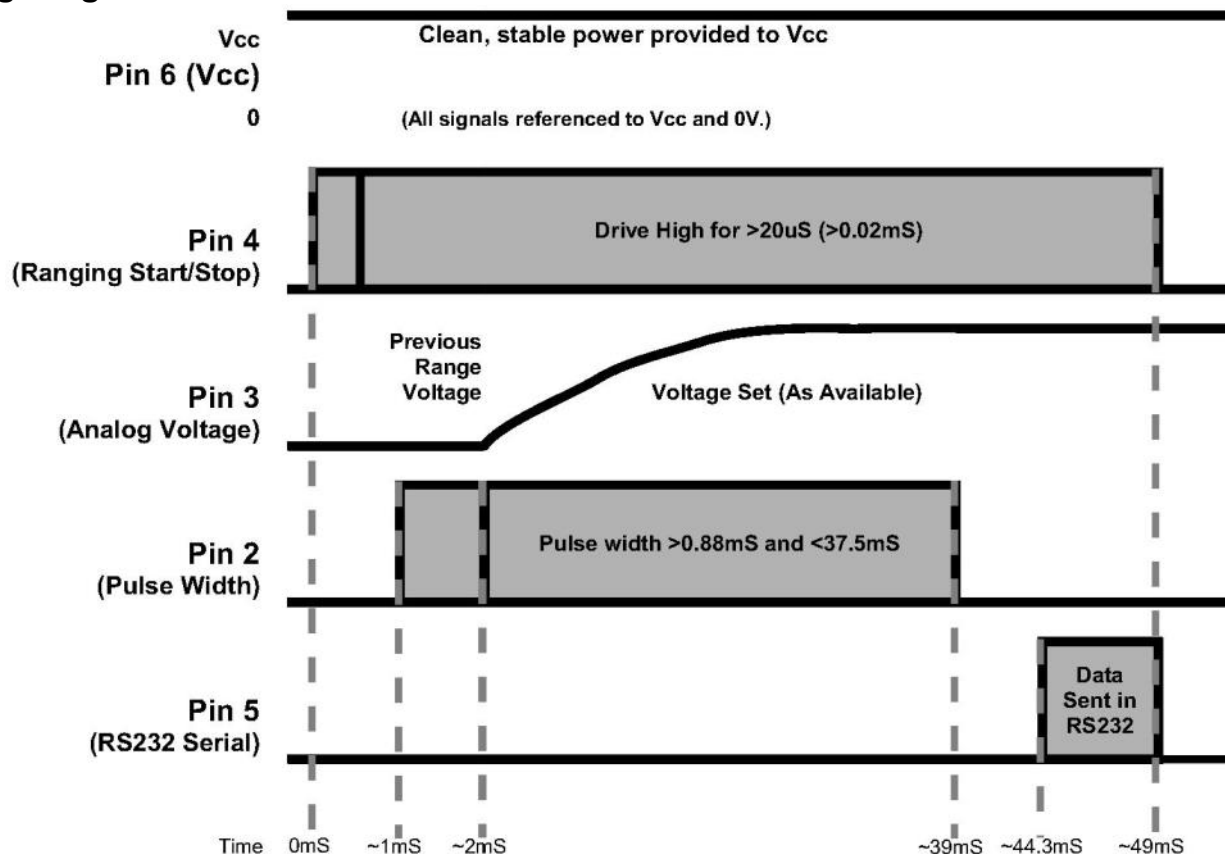 Vcc
Clean, stable power provided to Vcc
Pin 6 (Vcc)
0
(All signals referenced to Vcc and 0V.)
Drive High for >20uS (>0.02mS)
Pin 4
(Ranging Start/Stop)
Previous
Range
Voltage
Voltage Set (As Available)
Pin 3
(Analog Voltage)
Pulse width >0.88mS and <37.5mS
Pin 2
(Pulse Width)
Data
Sent in
RS232
Pin 5
(RS232 Serial)
Time 0mS ~1mS ~2mS ~39mS ~44.3mS ~49mS